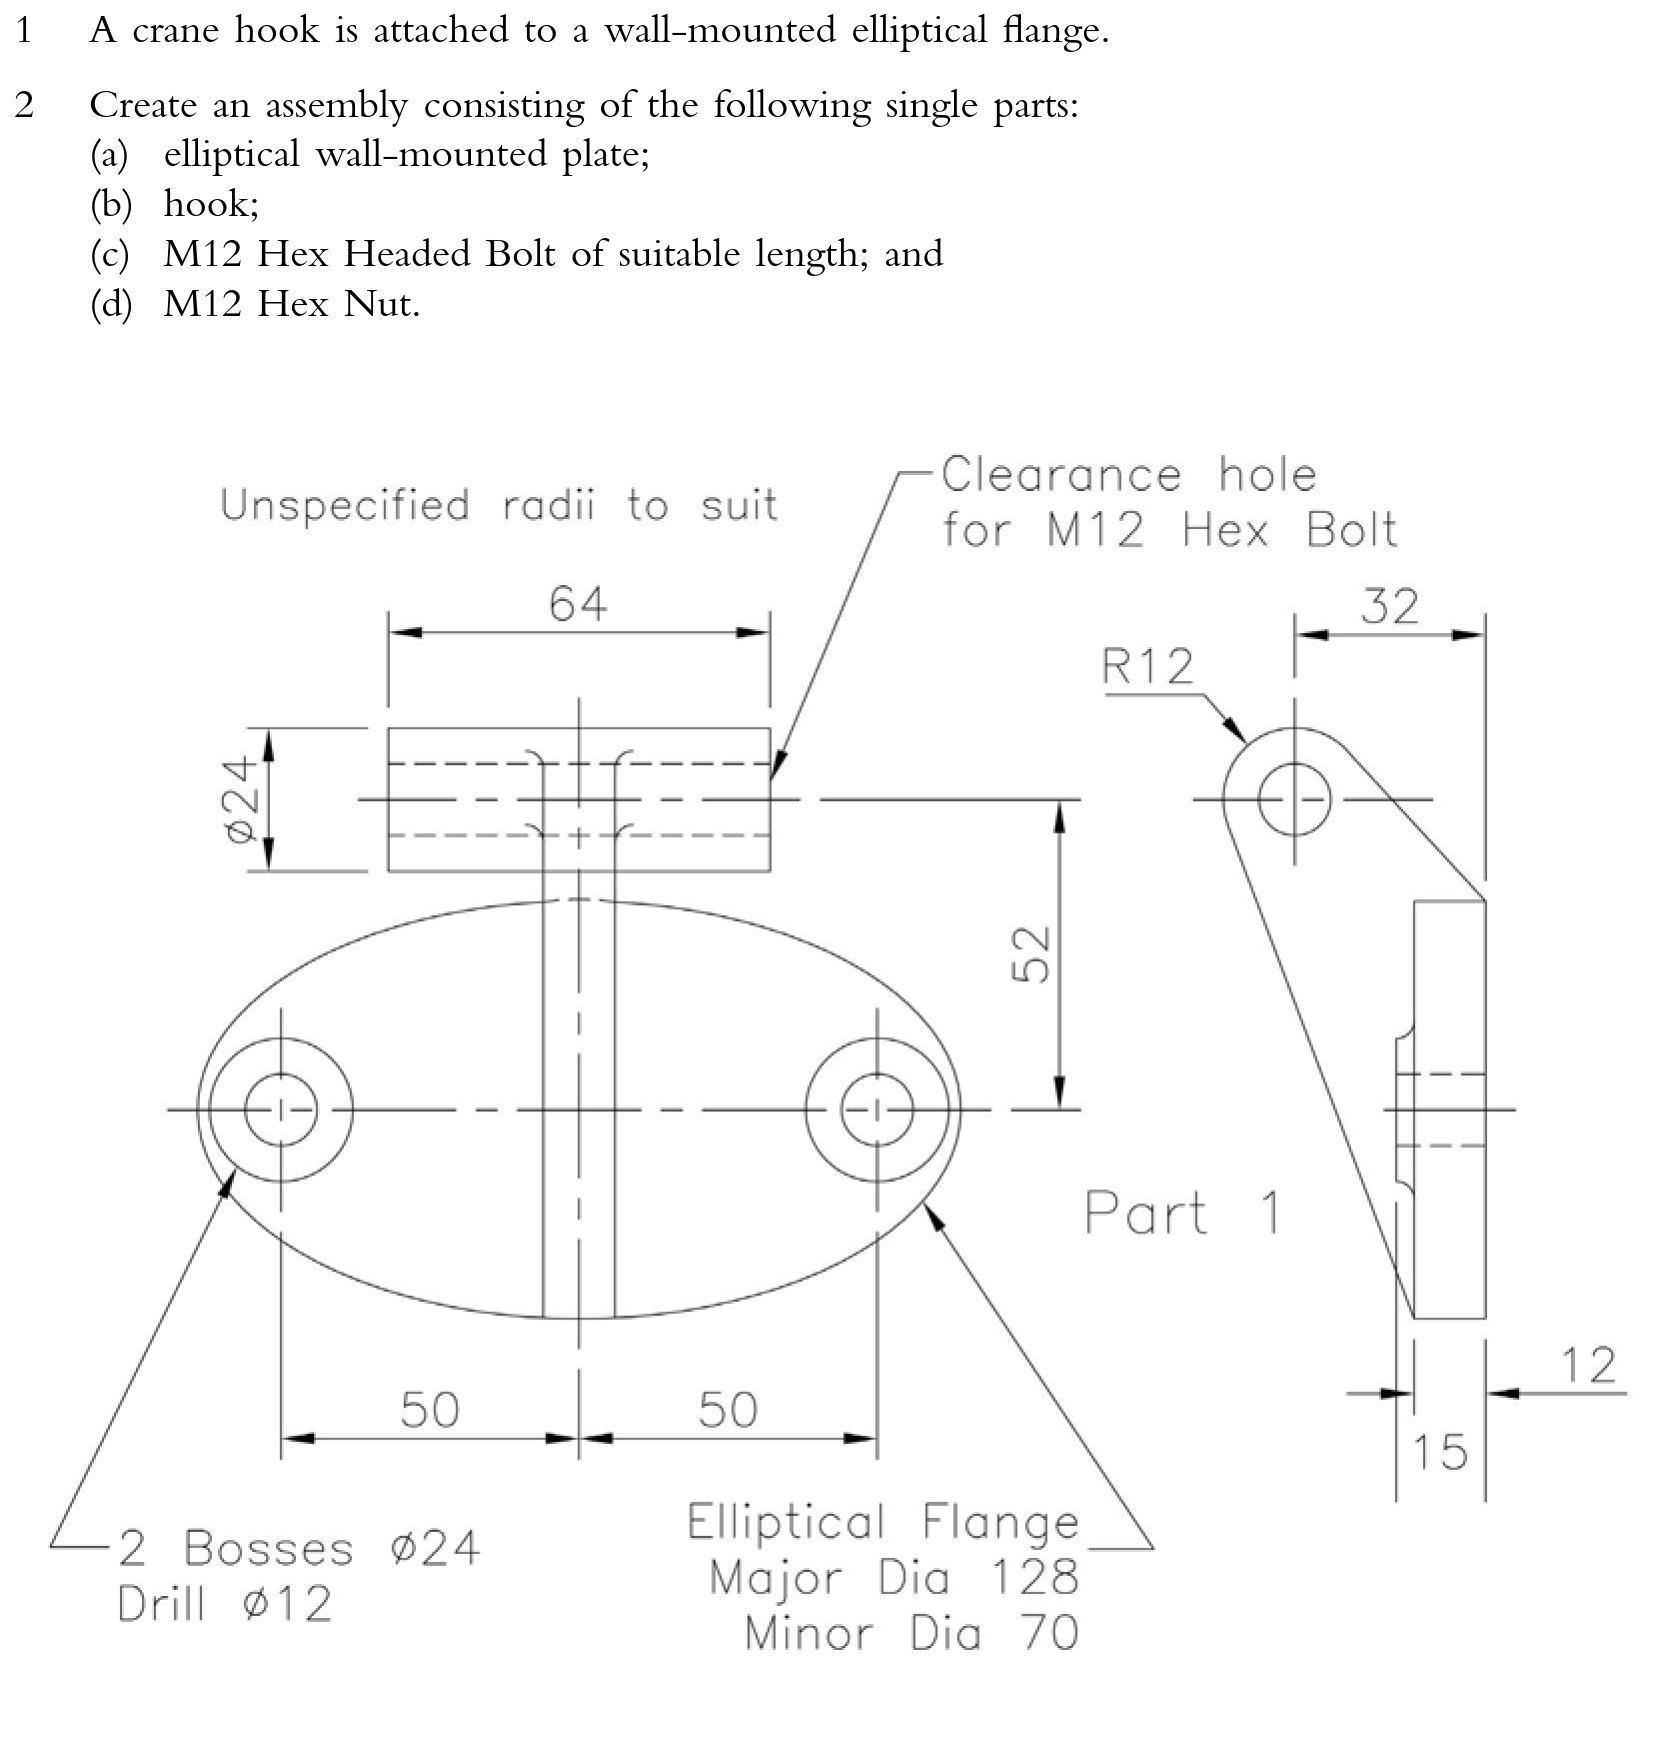 1 A crane hook is attached to a wall-mounted elliptical flange.
2 Create an assembly consisting of the following single parts:
(a) elliptical wall-mounted plate;
(b) hook;
(c) M12 Hex Headed Bolt of suitable length; and
(d) M12 Hex Nut.
Clearance hole
for M12 Hex Bolt
Unspecified radii to suit
64
32
R12
ø24
52
Part 1
12
50
50
15
2 Bosses ø24
Drill ø12
Elliptical Flange
Major Dia 128
Minor Dia 70